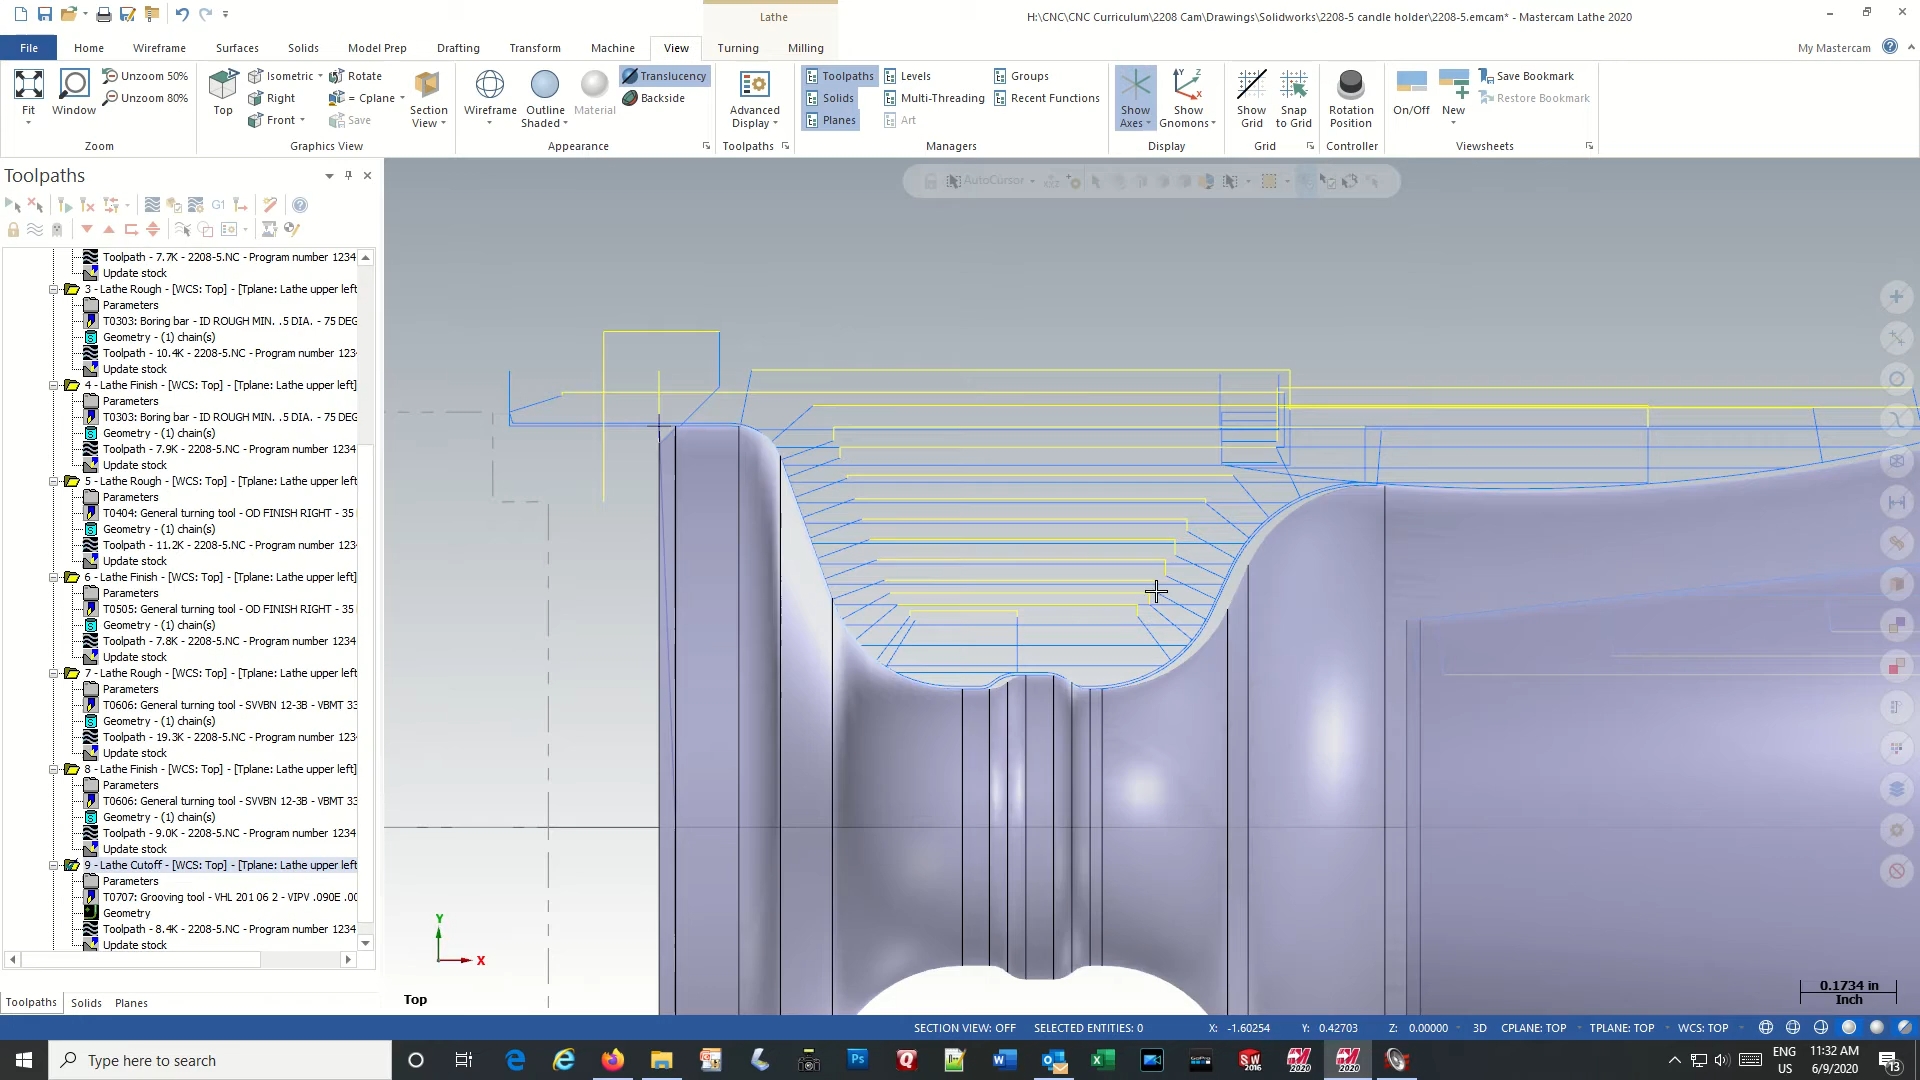 Lathe
H:\CNC\CNC Curriculum\2208 Cam\Drawings\Solidworks\2208-5 candle holder\2208-5.emcam* - Mastercam Lathe 2020
File Home Wireframe Surfaces Solids Model Prep Drafting Transform Machine View Turning Milling My Mastercam
Fit
Window
Unzoom 50%
Unzoom 80%
Zoom
Top
Isometric
Right
Front
Rotate
= Cplane
Save
Section View
Graphics View
Wireframe
Outline Shaded
Material
Translucency
Backside
Appearance
Advanced Display
Toolpaths
Toolpaths
Solids
Planes
Levels
Multi-Threading
Art
Groups
Recent Functions
Managers
Show Axes
Show Gnomons
Display
Show Grid
Snap to Grid
Grid
Rotation Position
Controller
On/Off
New
Save Bookmark
Restore Bookmark
Viewsheets
Toolpaths
AutoCursor
G1
Toolpath - 7.7K - 2208-5.NC - Program number 1234
Update stock
3 - Lathe Rough - [WCS: Top] - [Tplane: Lathe upper left
Parameters
T0303: Boring bar - ID ROUGH MIN. .5 DIA. - 75 DEG
Geometry - (1) chain(s)
Toolpath - 10.4K - 2208-5.NC - Program number 123
Update stock
4 - Lathe Finish - [WCS: Top] - [Tplane: Lathe upper left
Parameters
T0303: Boring bar - ID ROUGH MIN. .5 DIA. - 75 DEG
Geometry - (1) chain(s)
Toolpath - 7.9K - 2208-5.NC - Program number 1234
Update stock
5 - Lathe Rough - [WCS: Top] - [Tplane: Lathe upper left
Parameters
T0404: General turning tool - OD FINISH RIGHT - 35
Geometry - (1) chain(s)
Toolpath - 11.2K - 2208-5.NC - Program number 123
Update stock
6 - Lathe Finish - [WCS: Top] - [Tplane: Lathe upper left
Parameters
T0505: General turning tool - OD FINISH RIGHT - 35
Geometry - (1) chain(s)
Toolpath - 7.8K - 2208-5.NC - Program number 1234
Update stock
7 - Lathe Rough - [WCS: Top] - [Tplane: Lathe upper left
Parameters
T0606: General turning tool - SVVBN 12-3B - VBMT 33
Geometry - (1) chain(s)
Toolpath - 19.3K - 2208-5.NC - Program number 123
Update stock
8 - Lathe Finish - [WCS: Top] - [Tplane: Lathe upper left
Parameters
T0606: General turning tool - SVVBN 12-3B - VBMT 33
Geometry - (1) chain(s)
Toolpath - 9.0K - 2208-5.NC - Program number 1234
Update stock
9 - Lathe Cutoff - [WCS: Top] - [Tplane: Lathe upper left
Parameters
T0707: Grooving tool - VHL 201 06 2 - VIPV .090E .00
Geometry
Toolpath - 8.4K - 2208-5.NC - Program number 1234
Update stock
Toolpaths Solids Planes
Y
X
Top
0.1734 in
Inch
SECTION VIEW: OFF SELECTED ENTITIES: 0 X: -1.60254 Y: 0.42703 Z: 0.00000 3D CPLANE: TOP TPLANE: TOP WCS: TOP
Type here to search
ENG
US
11:32 AM
6/9/2020
13